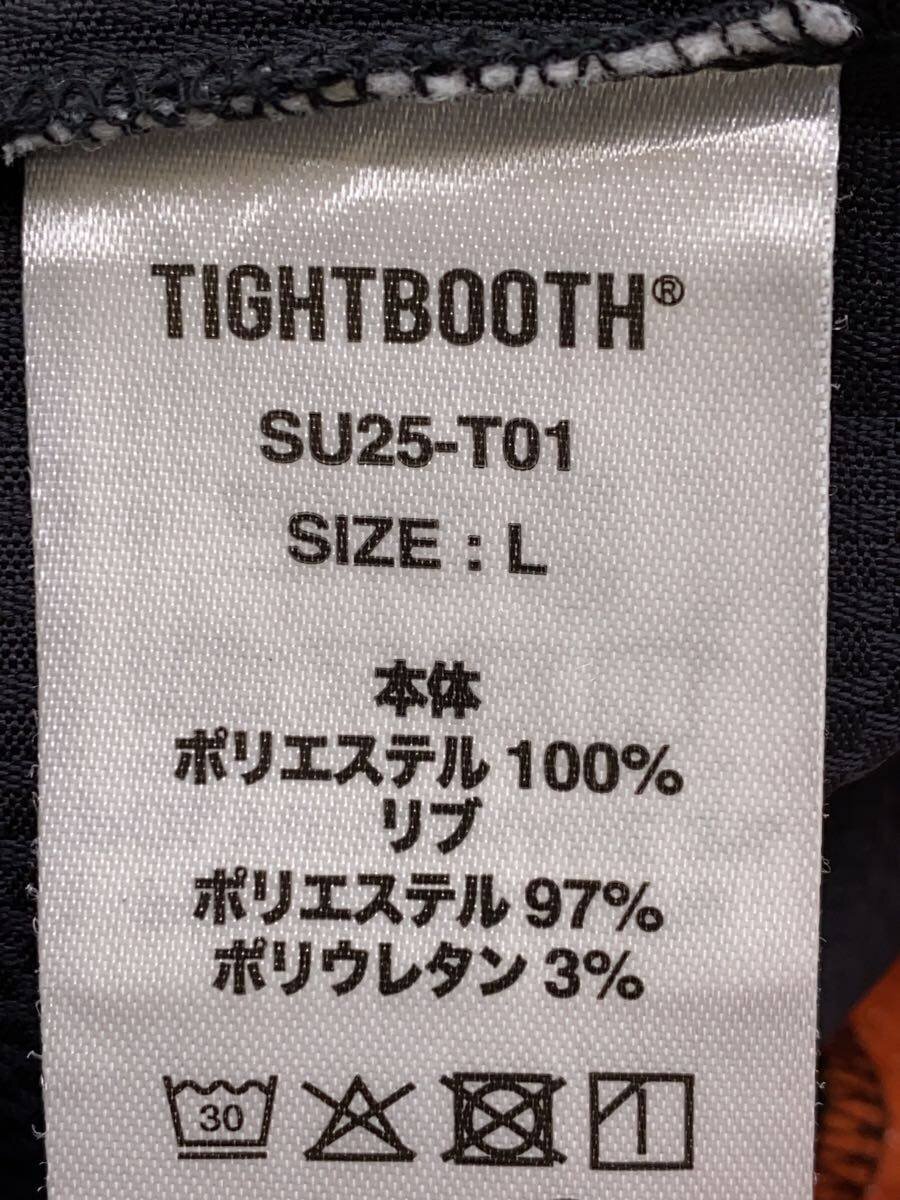 TIGHTBOOTH®
SU25-T01
SIZE : L
本体
ポリエステル 100%
リブ
ポリエステル 97%
ポリウレタン 3%
30